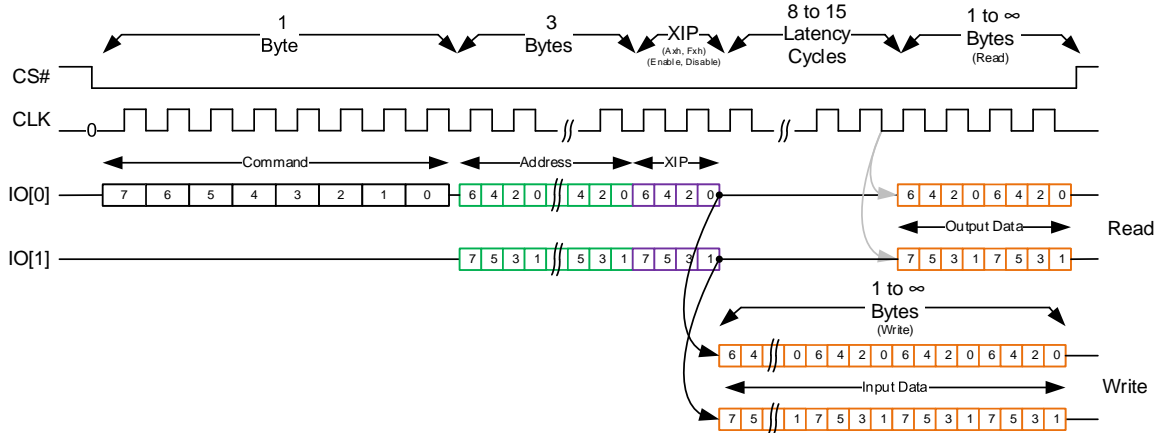 1
Byte
3
Bytes
XIP
(Axh, Fxh)
(Enable, Disable)
8 to 15
Latency
Cycles
1 to ∞
Bytes
(Read)
CS#
CLK
0
Command
Address
XIP
IO[0]
7 6 5 4 3 2 1 0 6 4 2 0 4 2 0 6 4 2 0 6 4 2 0 6 4 2 0
Output Data
Read
IO[1]
7 5 3 1 5 3 1 7 5 3 1 7 5 3 1 7 5 3 1
1 to ∞
Bytes
(Write)
6 4 0 6 4 2 0 6 4 2 0 6 4 2 0
Input Data
Write
7 5 1 7 5 3 1 7 5 3 1 7 5 3 1